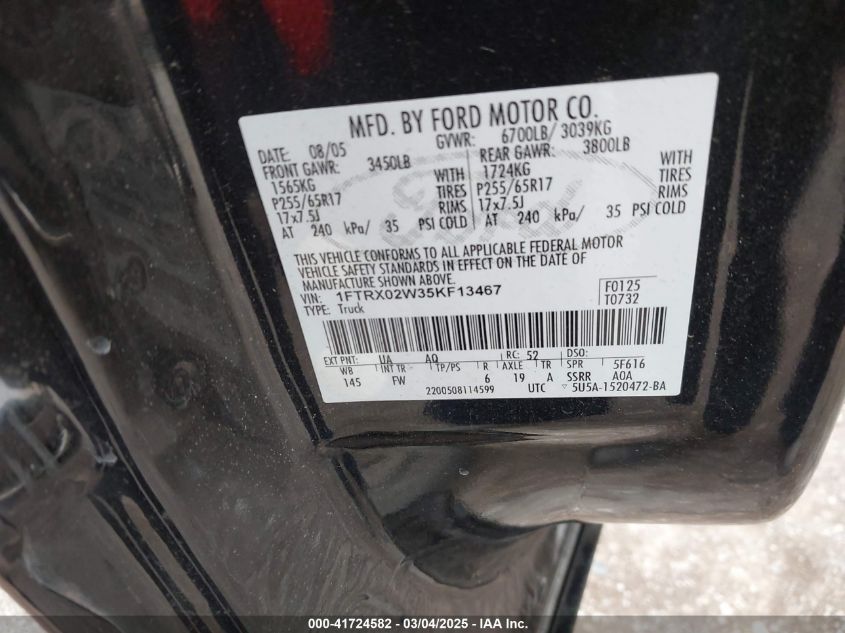 MFD. BY FORD MOTOR CO.
DATE: 08/05 GVWR: 6700LB/ 3039KG
FRONT GAWR: 3450LB REAR GAWR: 3800LB
1565KG WITH 1724KG WITH
P255/65R17 TIRES P255/65R17 TIRES
17x7.5J RIMS 17x7.5J RIMS
AT 240 kPa/ 35 PSI COLD AT 240 kPa/ 35 PSI COLD
THIS VEHICLE CONFORMS TO ALL APPLICABLE FEDERAL MOTOR
VEHICLE SAFETY STANDARDS IN EFFECT ON THE DATE OF
MANUFACTURE SHOWN ABOVE.
VIN: 1FTRX02W35KF13467 F0125
TYPE: Truck T0732
EXT PNT: UA AQ RC: 52 DSO:
WB INT TR TP/PS R AXLE TR SPR 5F616
145 FW 6 19 A SSRR AOA
2200508114599 UTC ▽5U5A-1520472-BA
000-41724582 - 03/04/2025 - IAA Inc.